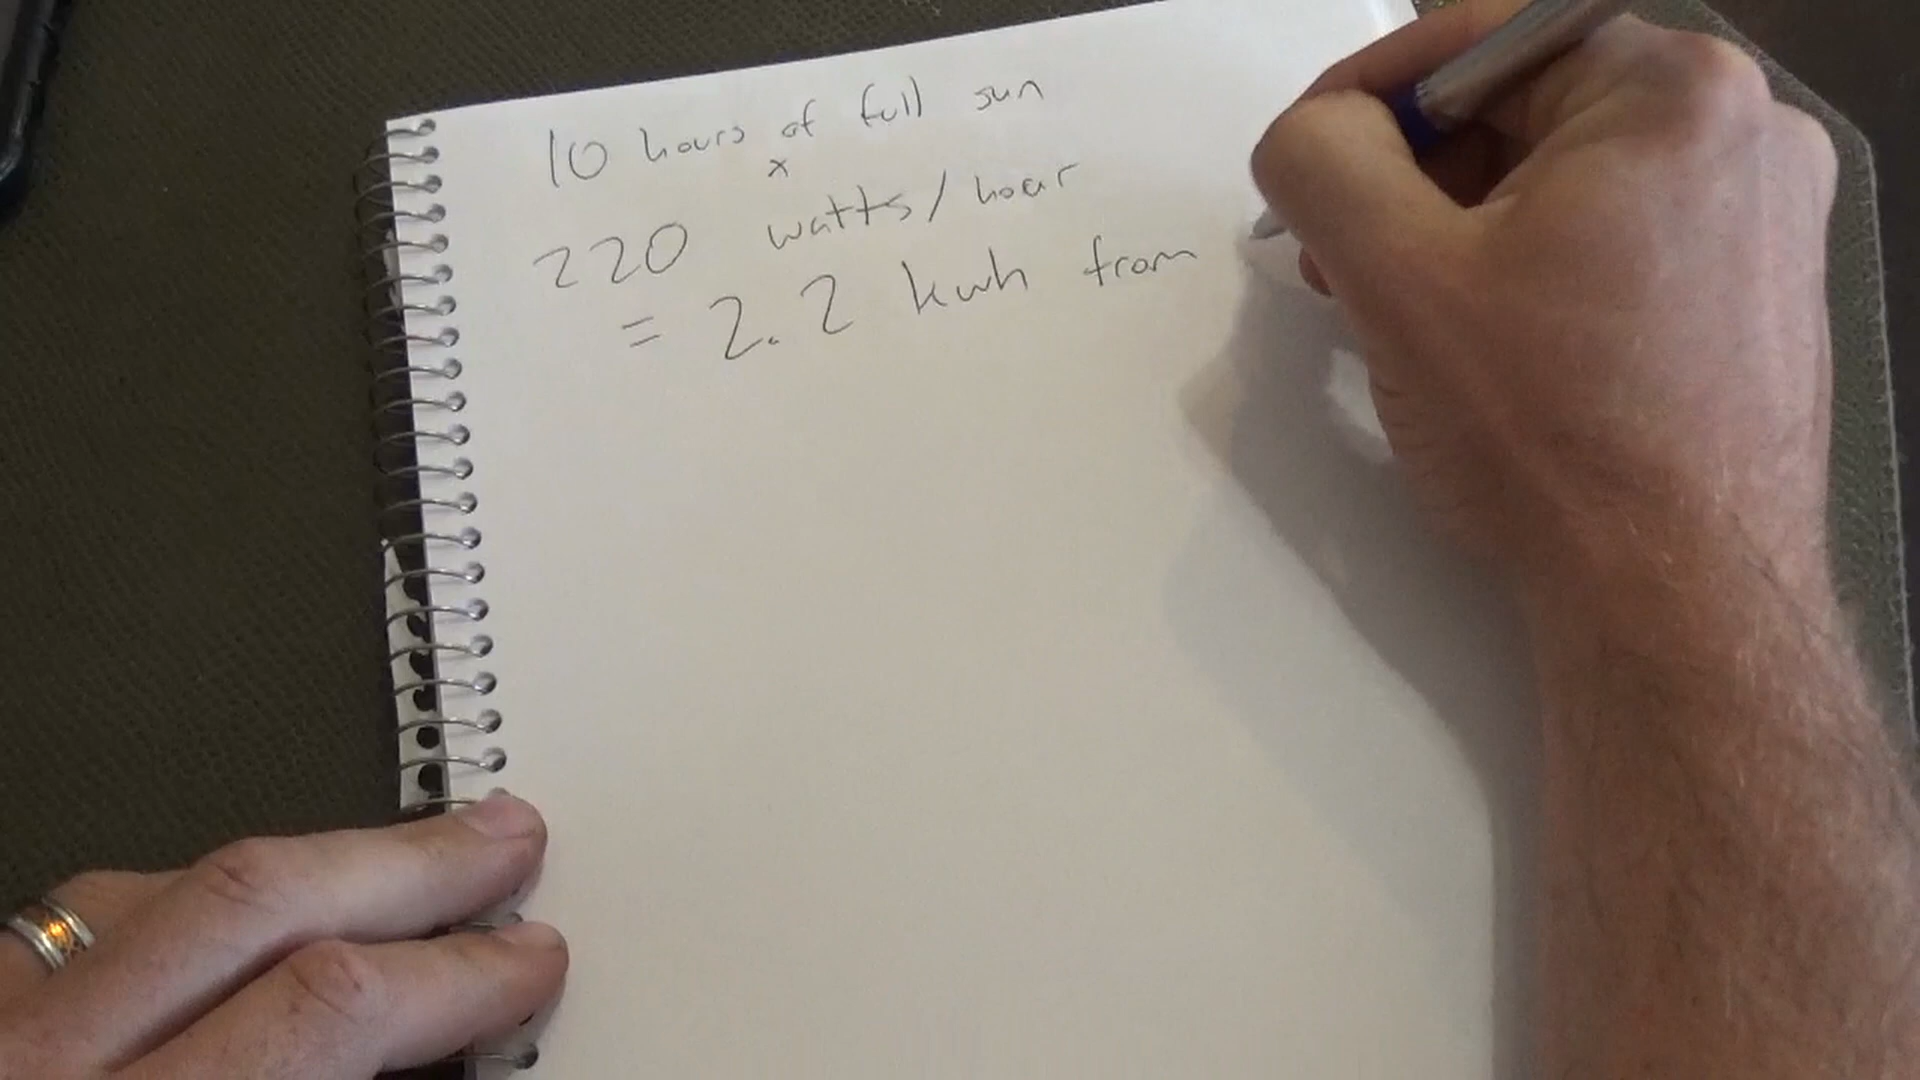 10 hours of full sun
x
220 watts/hour
= 2.2 kwh from